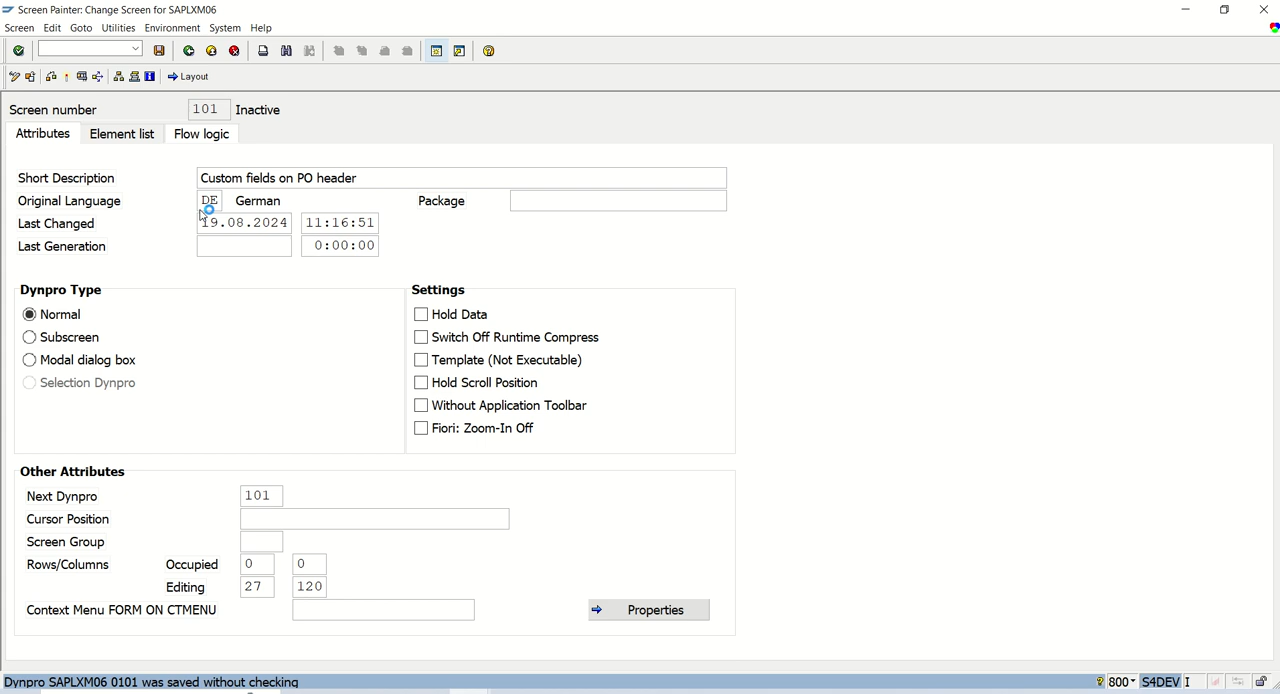 Screen Painter: Change Screen for SAPLXM06
Screen Edit Goto Utilities Environment System Help
Layout
Screen number 101 Inactive
Attributes Element list Flow logic
Short Description Custom fields on PO header
Original Language DE German Package
Last Changed 19.08.2024 11:16:51
Last Generation 0:00:00
Dynpro Type Settings
Normal Hold Data
Subscreen Switch Off Runtime Compress
Modal dialog box Template (Not Executable)
Selection Dynpro Hold Scroll Position
Without Application Toolbar
Fiori: Zoom-In Off
Other Attributes
Next Dynpro 101
Cursor Position
Screen Group
Rows/Columns Occupied 0 0
Editing 27 120
Context Menu FORM ON CTMENU Properties
Dynpro SAPLXM06 0101 was saved without checking 800 S4DEV I